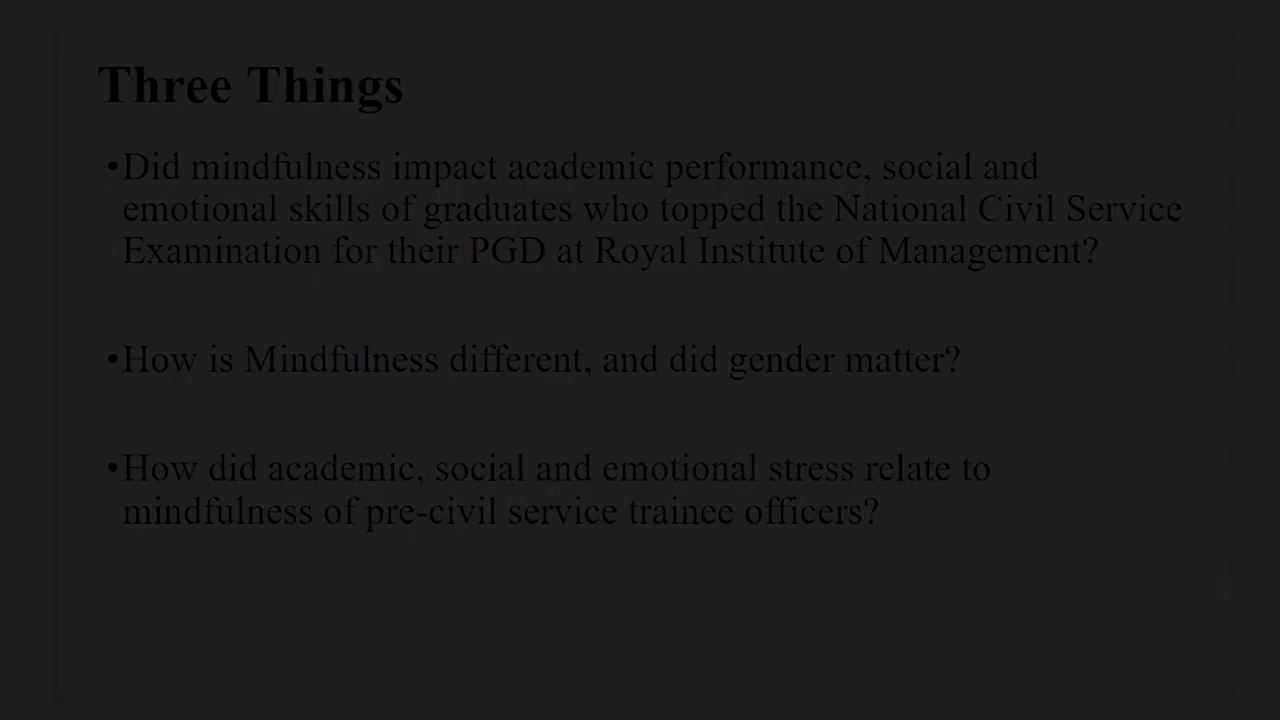 Three Things
•Did mindfulness impact academic performance, social and
emotional skills of graduates who topped the National Civil Service
Examination for their PGD at Royal Institute of Management?
•How is Mindfulness different, and did gender matter?
•How did academic, social and emotional stress relate to
mindfulness of pre-civil service trainee officers?